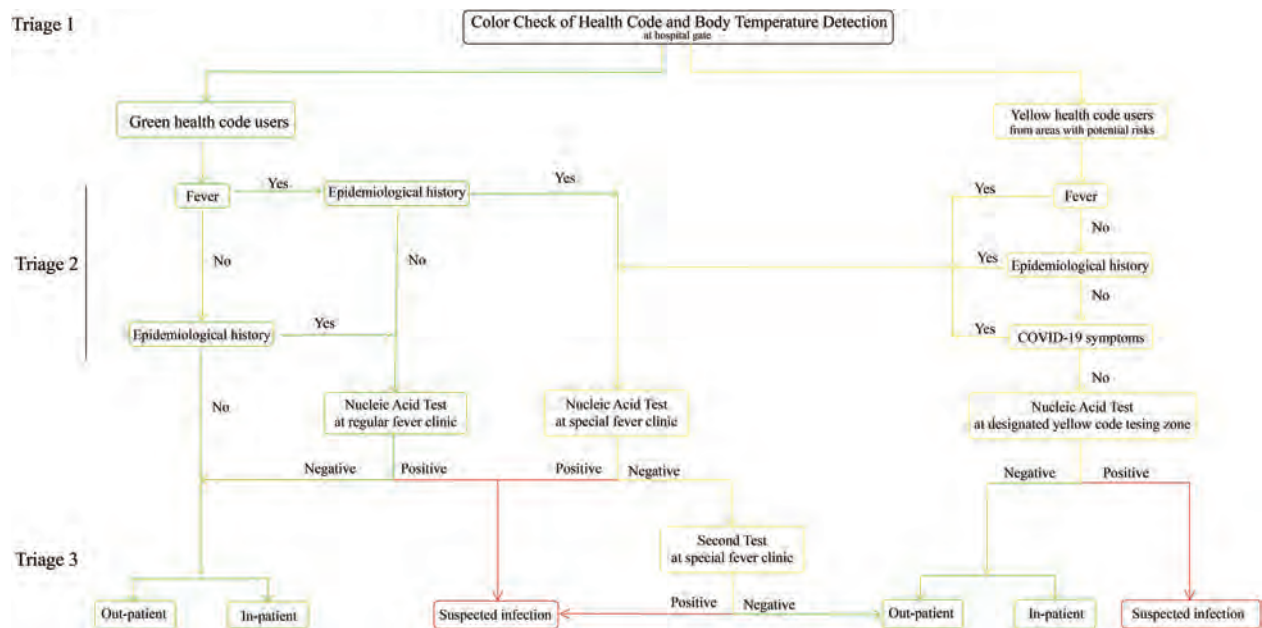 Triage 1
Color Check of Health Code and Body Temperature Detection
at hospital gate
Green health code users
Yellow health code users
from areas with potential risks
Triage 2
Fever
Yes
Epidemiological history
Yes
Yes
Fever
No
No
No
Yes
Epidemiological history
No
Epidemiological history
Yes
Yes
COVID-19 symptoms
No
No
Nucleic Acid Test
at regular fever clinic
Nucleic Acid Test
at special fever clinic
Nucleic Acid Test
at designated yellow code tesing zone
Negative
Positive
Positive
Negative
Negative
Positive
Triage 3
Second Test
at special fever clinic
Out-patient
In-patient
Suspected infection
Positive
Negative
Out-patient
In-patient
Suspected infection